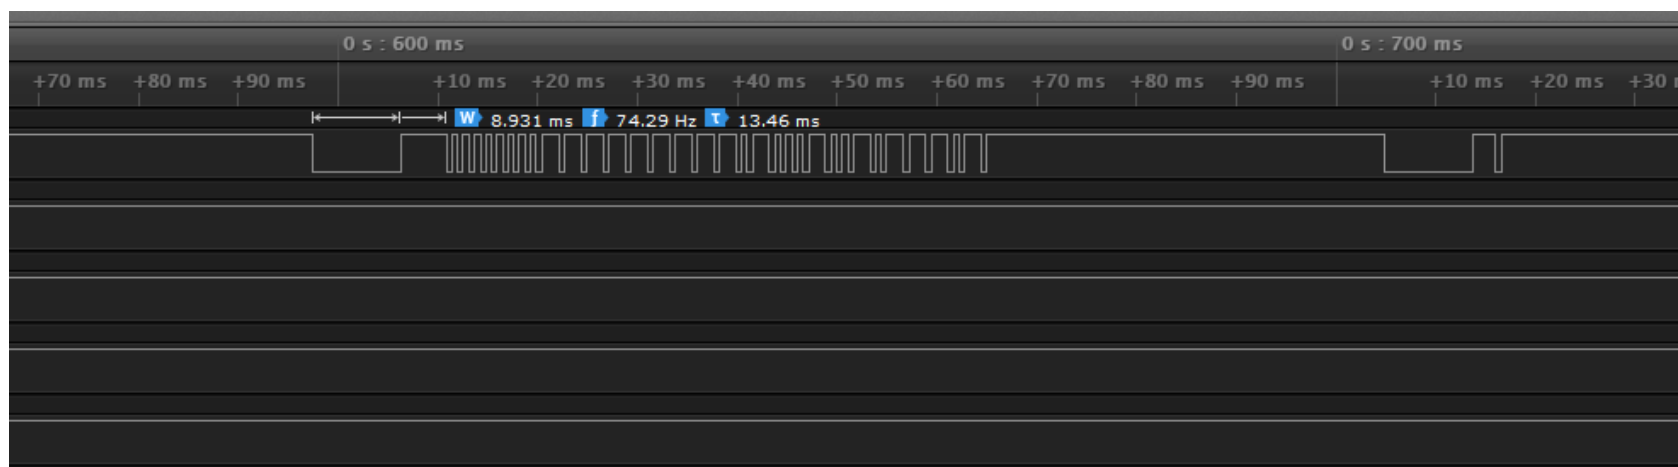 0 s : 600 ms 0 s : 700 ms
+70 ms +80 ms +90 ms +10 ms +20 ms +30 ms +40 ms +50 ms +60 ms +70 ms +80 ms +90 ms +10 ms +20 ms +30
W 8.931 ms f 74.29 Hz τ 13.46 ms